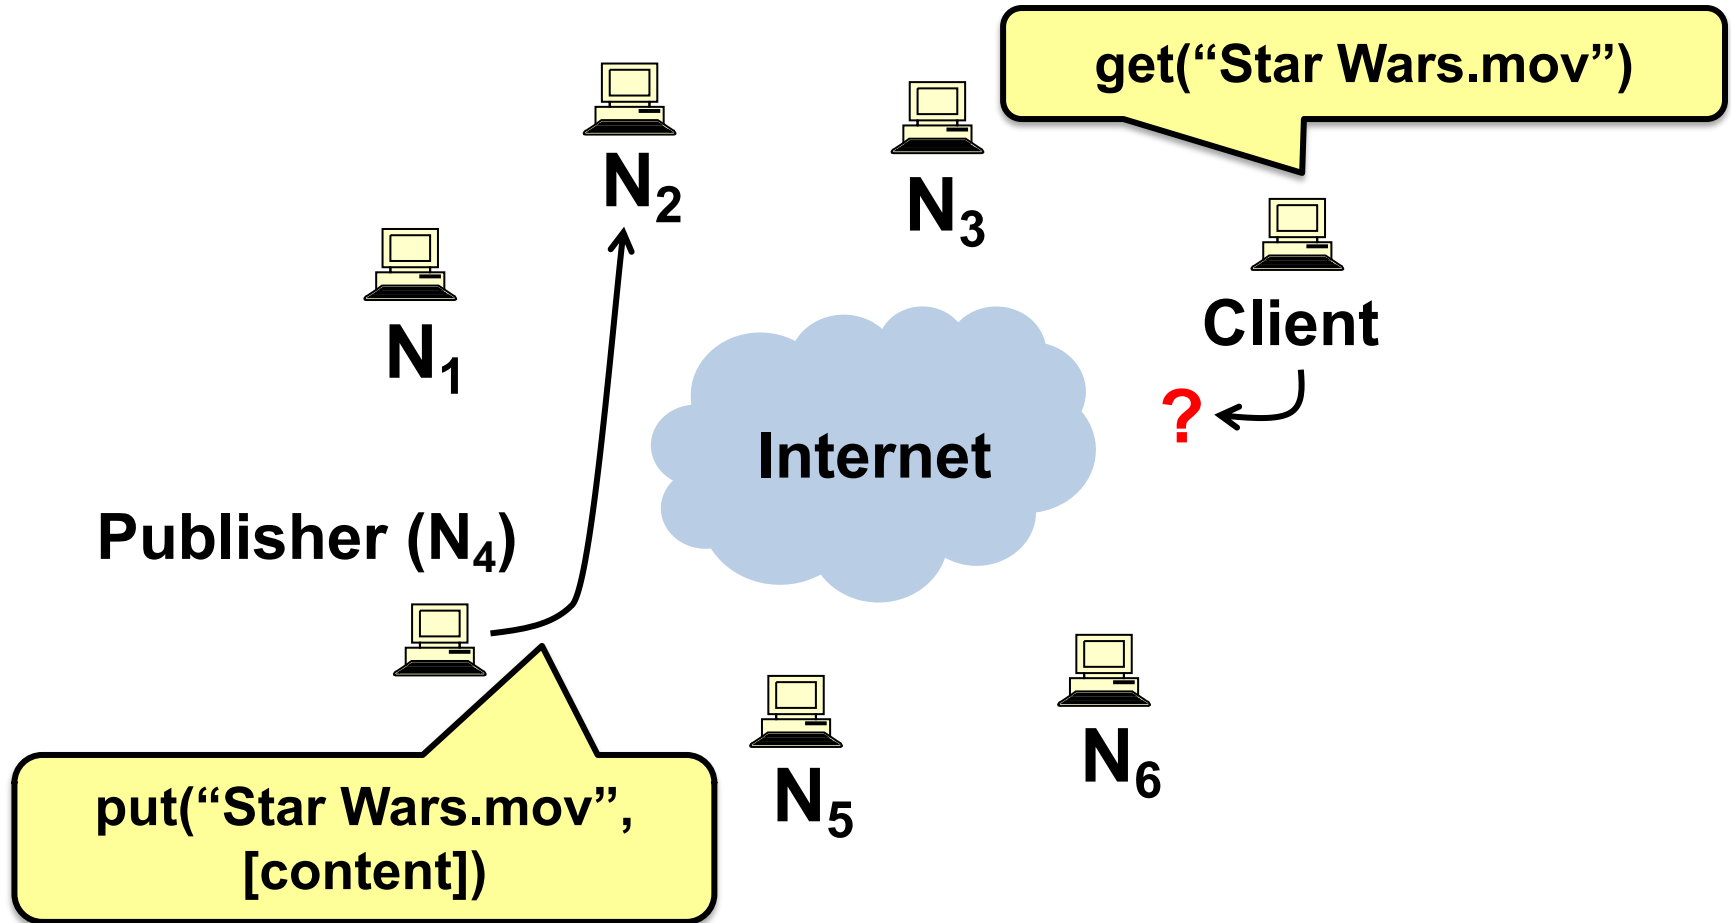 get(“Star Wars.mov”)
N₂
N₃
Client
N₁
?
Internet
Publisher (N₄)
N₆
N₅
put(“Star Wars.mov”,
[content])